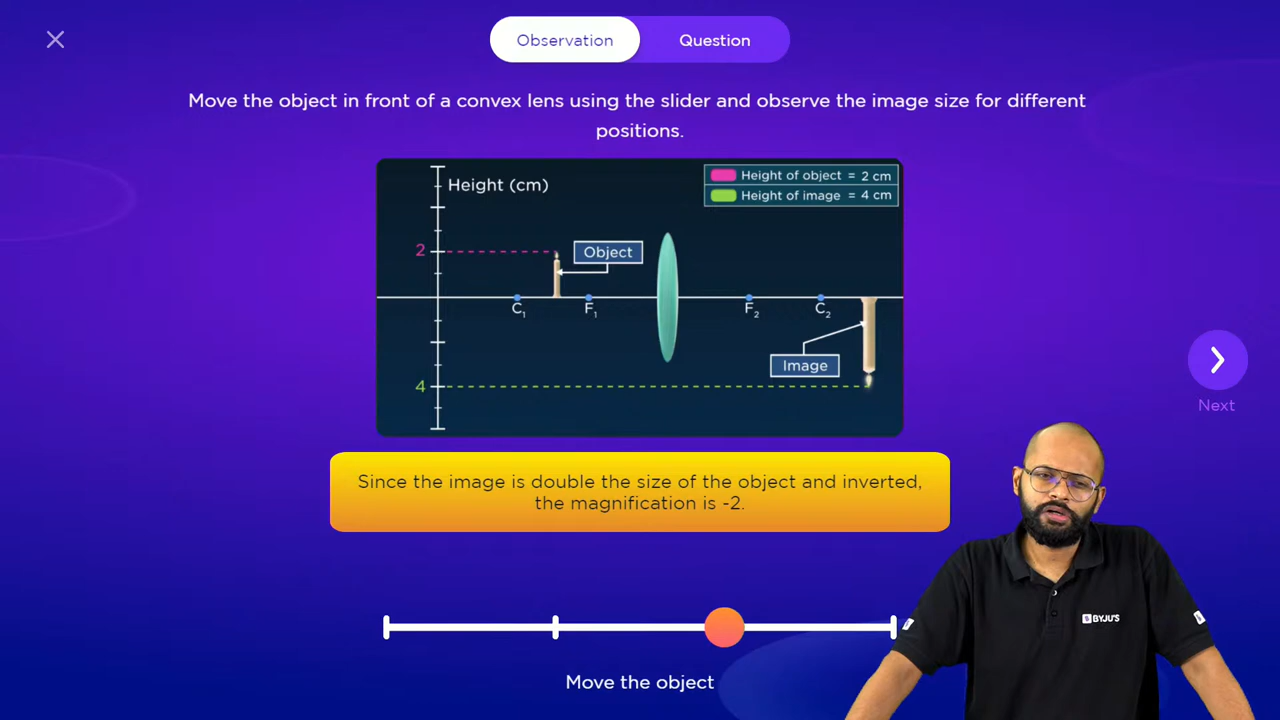 Observation
Question
Move the object in front of a convex lens using the slider and observe the image size for different
positions.
Height (cm)
Height of object = 2 cm
Height of image = 4 cm
2
Object
C₁
F₁
F₂
C₂
Image
4
Next
Since the image is double the size of the object and inverted,
the magnification is -2.
BYJU'S
Move the object